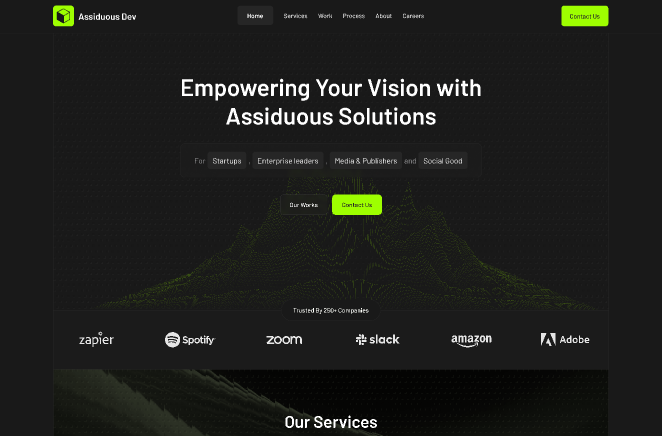 Assiduous Dev
Home Services Work Process About Careers
Contact Us
Empowering Your Vision with
Assiduous Solutions
For Startups , Enterprise leaders , Media & Publishers and Social Good
Our Works Contact Us
Trusted By 250+ Companies
zapier Spotify zoom slack amazon Adobe
Our Services